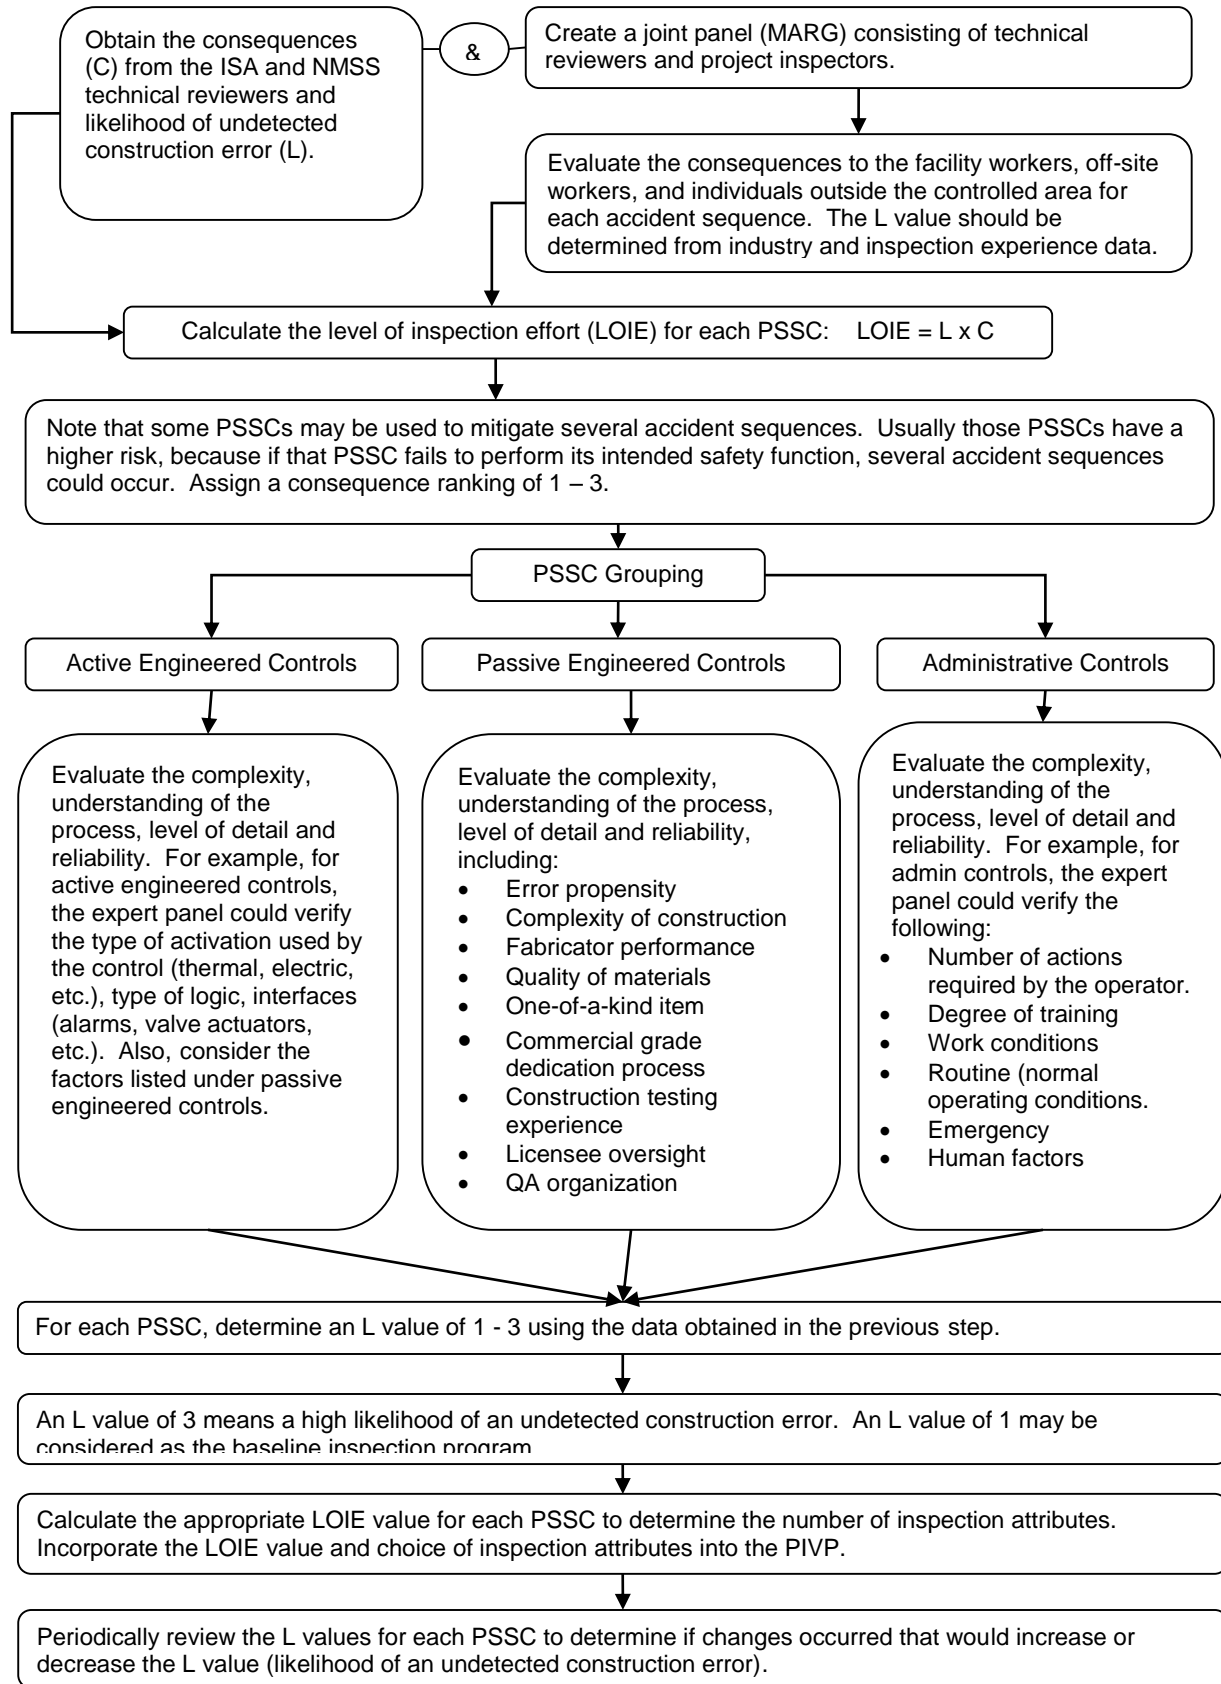 Obtain the consequences
(C) from the ISA and NMSS
technical reviewers and
likelihood of undetected
construction error (L).
&
Create a joint panel (MARG) consisting of technical
reviewers and project inspectors.
Evaluate the consequences to the facility workers, off-site
workers, and individuals outside the controlled area for
each accident sequence.  The L value should be
determined from industry and inspection experience data.
Calculate the level of inspection effort (LOIE) for each PSSC:    LOIE = L x C
Note that some PSSCs may be used to mitigate several accident sequences.  Usually those PSSCs have a
higher risk, because if that PSSC fails to perform its intended safety function, several accident sequences
could occur.  Assign a consequence ranking of 1 – 3.
PSSC Grouping
Active Engineered Controls
Passive Engineered Controls
Administrative Controls
Evaluate the complexity,
understanding of the
process, level of detail and
reliability.  For example, for
active engineered controls,
the expert panel could verify
the type of activation used by
the control (thermal, electric,
etc.), type of logic, interfaces
(alarms, valve actuators,
etc.).  Also, consider the
factors listed under passive
engineered controls.
Evaluate the complexity,
understanding of the process,
level of detail and reliability,
including:
• Error propensity
• Complexity of construction
• Fabricator performance
• Quality of materials
• One-of-a-kind item
• Commercial grade
dedication process
• Construction testing
experience
• Licensee oversight
• QA organization
Evaluate the complexity,
understanding of the
process, level of detail and
reliability.  For example, for
admin controls, the expert
panel could verify the
following:
• Number of actions
required by the operator.
• Degree of training
• Work conditions
• Routine (normal
operating conditions.
• Emergency
• Human factors
For each PSSC, determine an L value of 1 - 3 using the data obtained in the previous step.
An L value of 3 means a high likelihood of an undetected construction error.  An L value of 1 may be
considered as the baseline inspection program
Calculate the appropriate LOIE value for each PSSC to determine the number of inspection attributes.
Incorporate the LOIE value and choice of inspection attributes into the PIVP.
Periodically review the L values for each PSSC to determine if changes occurred that would increase or
decrease the L value (likelihood of an undetected construction error).